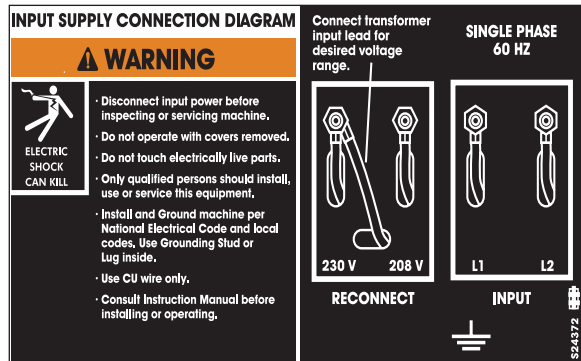 INPUT SUPPLY CONNECTION DIAGRAM
WARNING
ELECTRIC
SHOCK
CAN KILL
· Disconnect input power before
inspecting or servicing machine.
· Do not operate with covers removed.
· Do not touch electrically live parts.
· Only qualified persons should install,
use or service this equipment.
· Install and Ground machine per
National Electrical Code and local
codes. Use Grounding Stud or
Lug inside.
· Use CU wire only.
· Consult Instruction Manual before
installing or operating.
Connect transformer
input lead for
desired voltage
range.
SINGLE PHASE
60 HZ
230 V
208 V
L1
L2
RECONNECT
INPUT
S24372